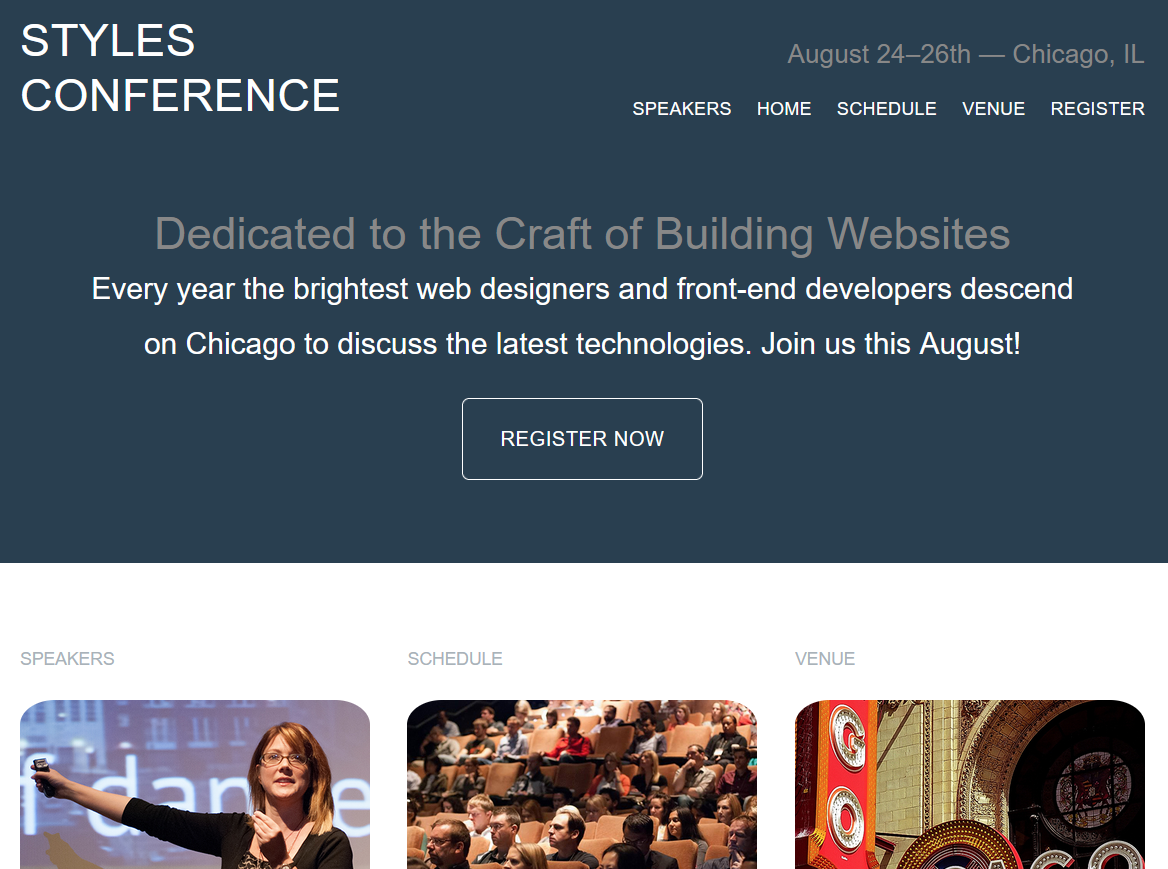 STYLES
CONFERENCE
August 24–26th — Chicago, IL
SPEAKERS HOME SCHEDULE VENUE REGISTER
Dedicated to the Craft of Building Websites
Every year the brightest web designers and front-end developers descend
on Chicago to discuss the latest technologies. Join us this August!
REGISTER NOW
SPEAKERS SCHEDULE VENUE